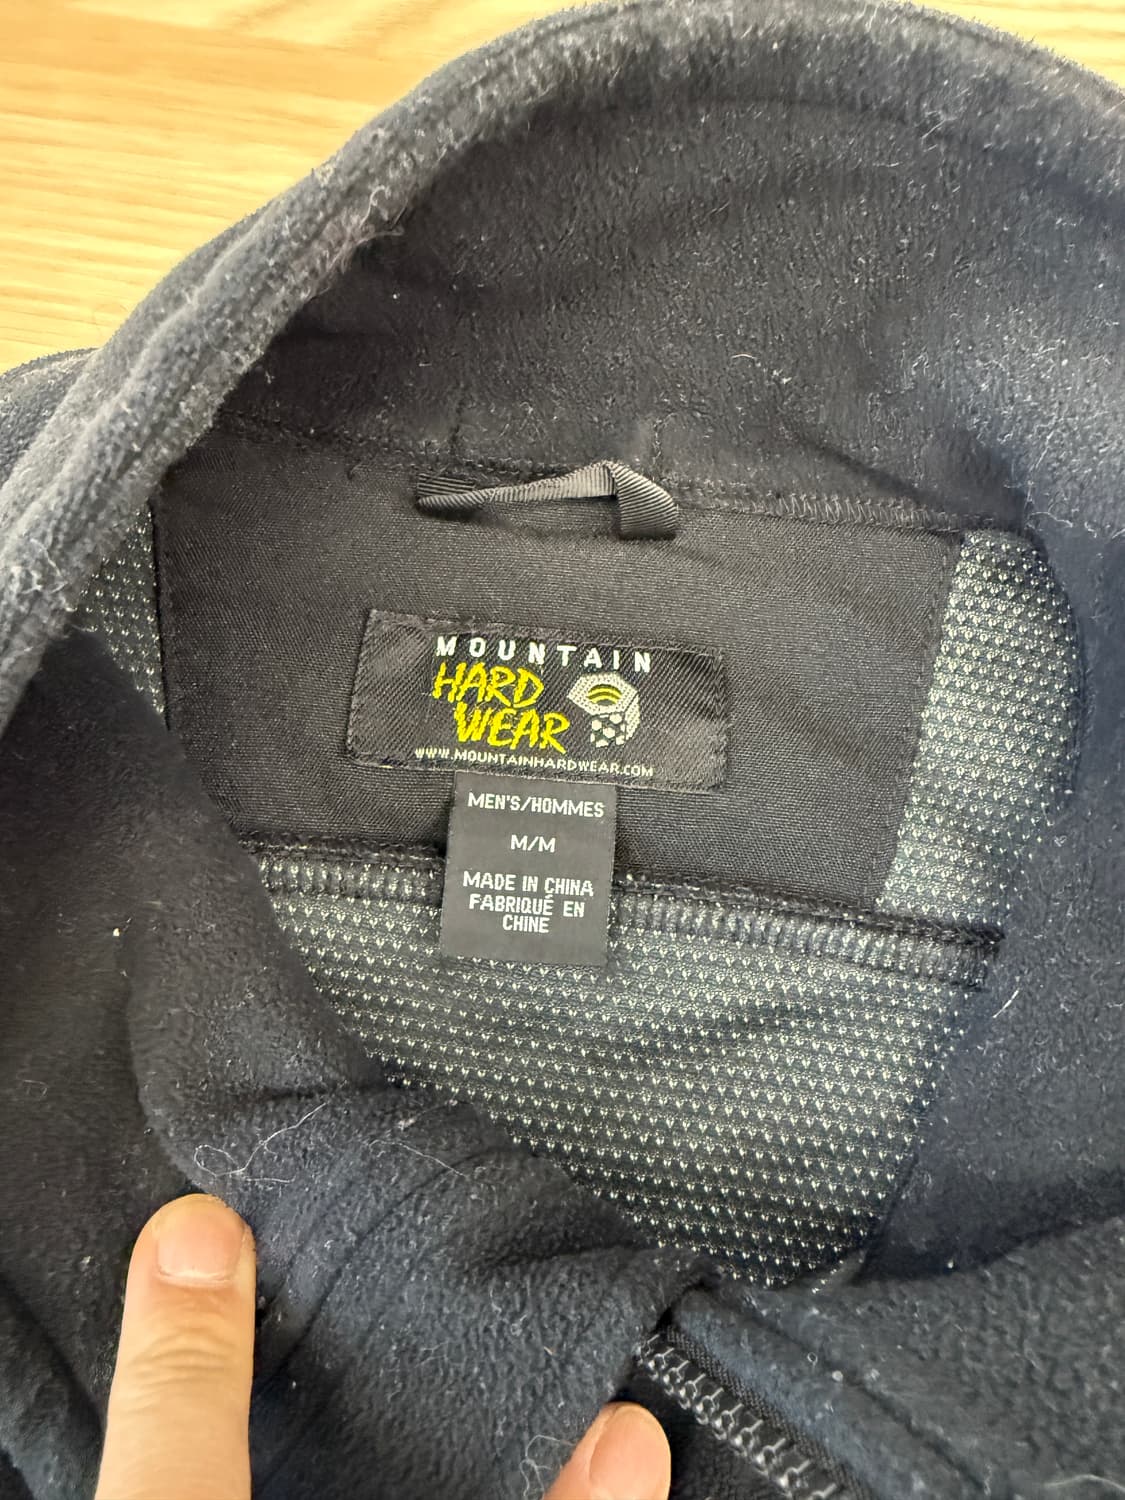 MOUNTAIN
HARD
WEAR
WWW.MOUNTAINHARDWEAR.COM
MEN'S/HOMMES
M/M
MADE IN CHINA
FABRIQUÉ EN
CHINE